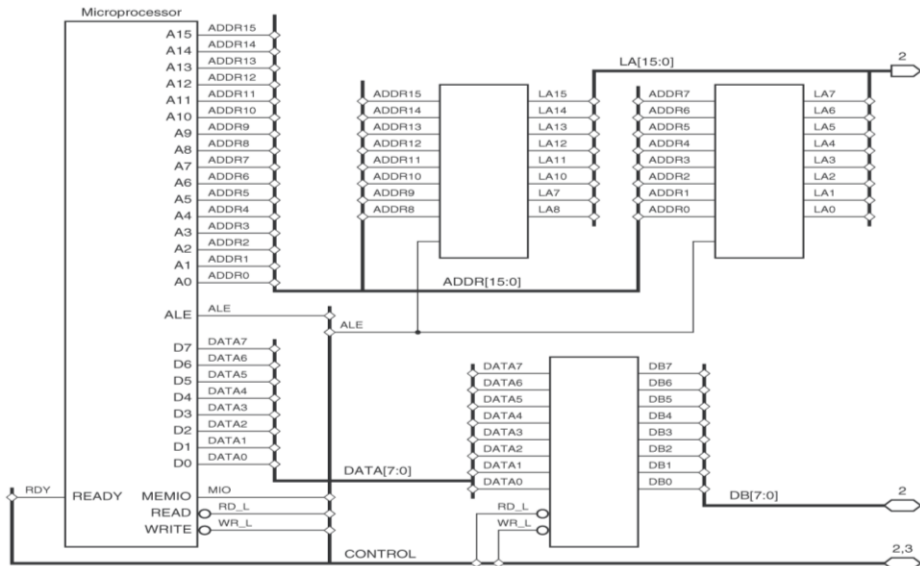 Microprocessor
A15 ADDR15
A14 ADDR14
A13 ADDR13
A12 ADDR12
A11 ADDR11
A10 ADDR10
A9 ADDR9
A8 ADDR8
A7 ADDR7
A6 ADDR6
A5 ADDR5
A4 ADDR4
A3 ADDR3
A2 ADDR2
A1 ADDR1
A0 ADDR0
ALE ALE
D7 DATA7
D6 DATA6
D5 DATA5
D4 DATA4
D3 DATA3
D2 DATA2
D1 DATA1
D0 DATA0
RDY READY MEMIO MIO
READ RD_L
WRITE WR_L
LA[15:0] 2
ADDR15 LA15 ADDR7 LA7
ADDR14 LA14 ADDR6 LA6
ADDR13 LA13 ADDR5 LA5
ADDR12 LA12 ADDR4 LA4
ADDR11 LA11 ADDR3 LA3
ADDR10 LA10 ADDR2 LA2
ADDR9 LA7 ADDR1 LA1
ADDR8 LA8 ADDR0 LA0
ADDR[15:0]
ALE
DATA7 DB7
DATA6 DB6
DATA5 DB5
DATA4 DB4
DATA3 DB3
DATA2 DB2
DATA1 DB1
DATA0 DB0
DATA[7:0]
RD_L
WR_L
DB[7:0] 2
CONTROL 2,3